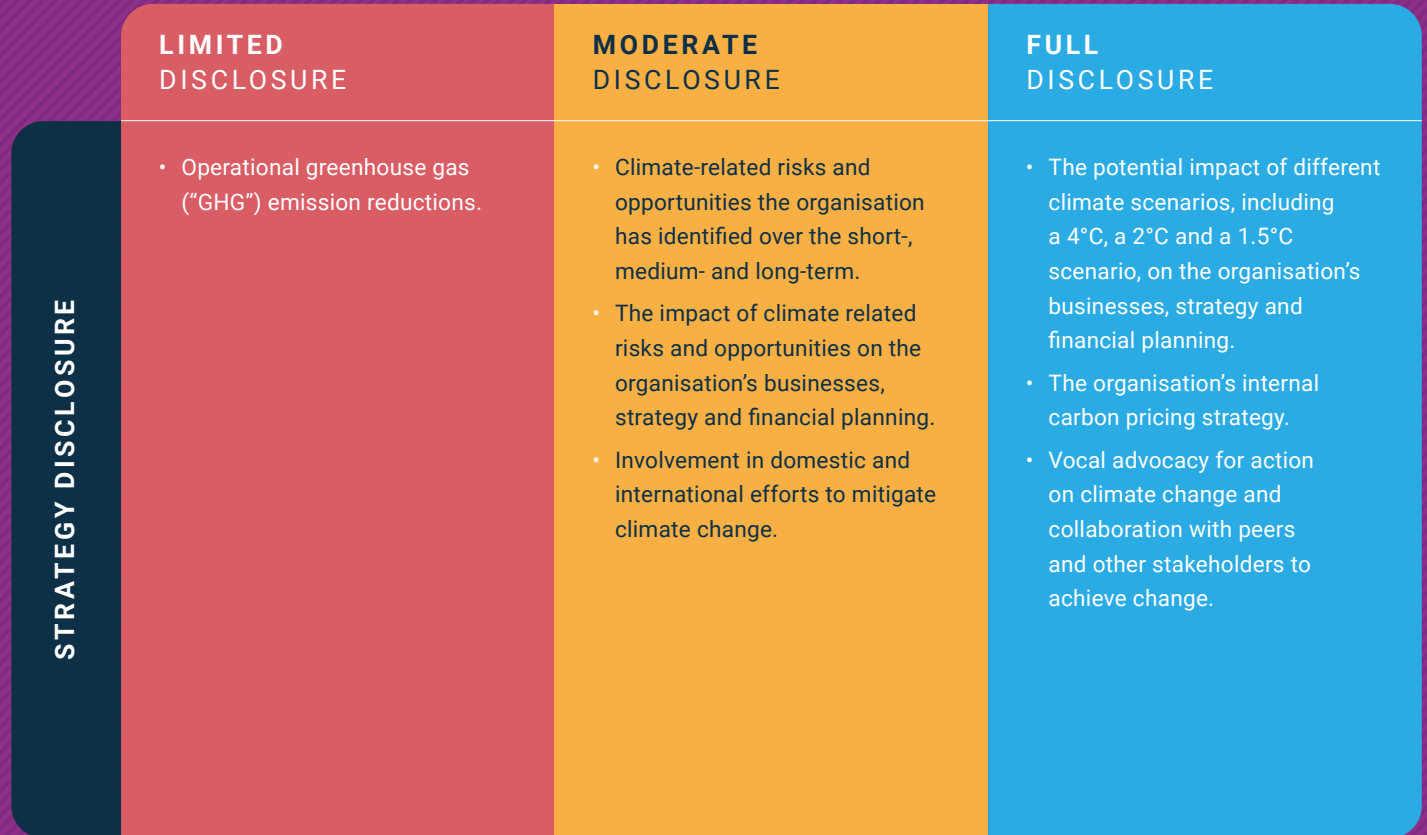 LIMITED
DISCLOSURE
MODERATE
DISCLOSURE
FULL
DISCLOSURE
STRATEGY DISCLOSURE
• Operational greenhouse gas
(“GHG”) emission reductions.
• Climate-related risks and
opportunities the organisation
has identified over the short-,
medium- and long-term.
• The impact of climate related
risks and opportunities on the
organisation’s businesses,
strategy and financial planning.
• Involvement in domestic and
international efforts to mitigate
climate change.
• The potential impact of different
climate scenarios, including
a 4°C, a 2°C and a 1.5°C
scenario, on the organisation’s
businesses, strategy and
financial planning.
• The organisation’s internal
carbon pricing strategy.
• Vocal advocacy for action
on climate change and
collaboration with peers
and other stakeholders to
achieve change.